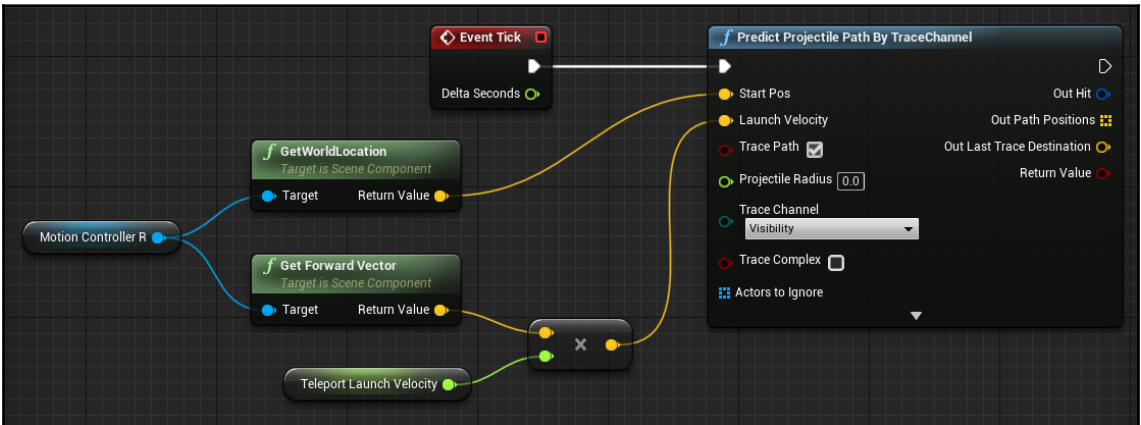 Event Tick
Delta Seconds
f Predict Projectile Path By TraceChannel
Start Pos
Out Hit
Launch Velocity
Out Path Positions
Trace Path
Out Last Trace Destination
Projectile Radius 0.0
Return Value
Trace Channel
Visibility
Trace Complex
Actors to Ignore
f GetWorldLocation
Target is Scene Component
Target Return Value
Motion Controller R
f Get Forward Vector
Target is Scene Component
Target Return Value
×
Teleport Launch Velocity